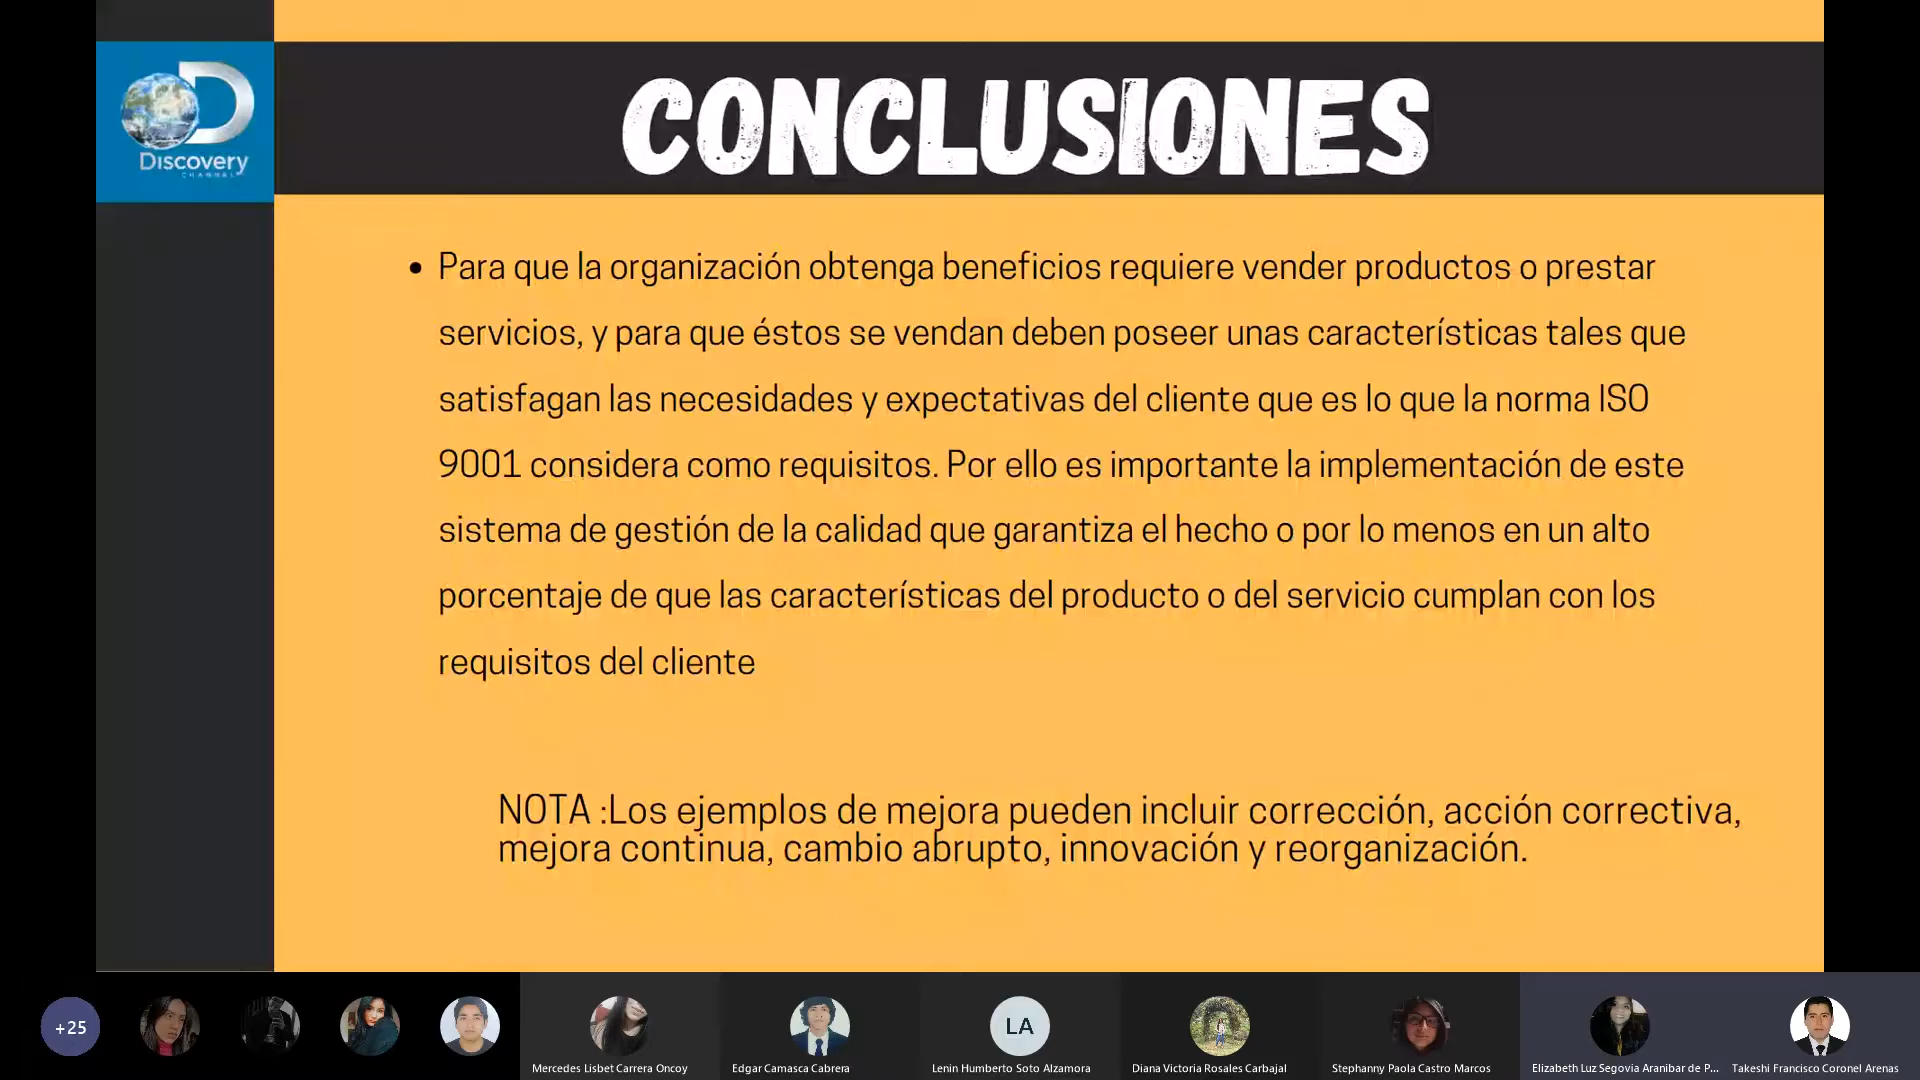 Discovery
CHANNEL
CONCLUSIONES
• Para que la organización obtenga beneficios requiere vender productos o prestar
servicios, y para que éstos se vendan deben poseer unas características tales que
satisfagan las necesidades y expectativas del cliente que es lo que la norma ISO
9001 considera como requisitos. Por ello es importante la implementación de este
sistema de gestión de la calidad que garantiza el hecho o por lo menos en un alto
porcentaje de que las características del producto o del servicio cumplan con los
requisitos del cliente
NOTA :Los ejemplos de mejora pueden incluir corrección, acción correctiva,
mejora continua, cambio abrupto, innovación y reorganización.
+25
LA
Mercedes Lisbet Carrera Oncoy
Edgar Camasca Cabrera
Lenin Humberto Soto Alzamora
Diana Victoria Rosales Carbajal
Stephanny Paola Castro Marcos
Elizabeth Luz Segovia Aranibar de P...
Takeshi Francisco Coronel Arenas